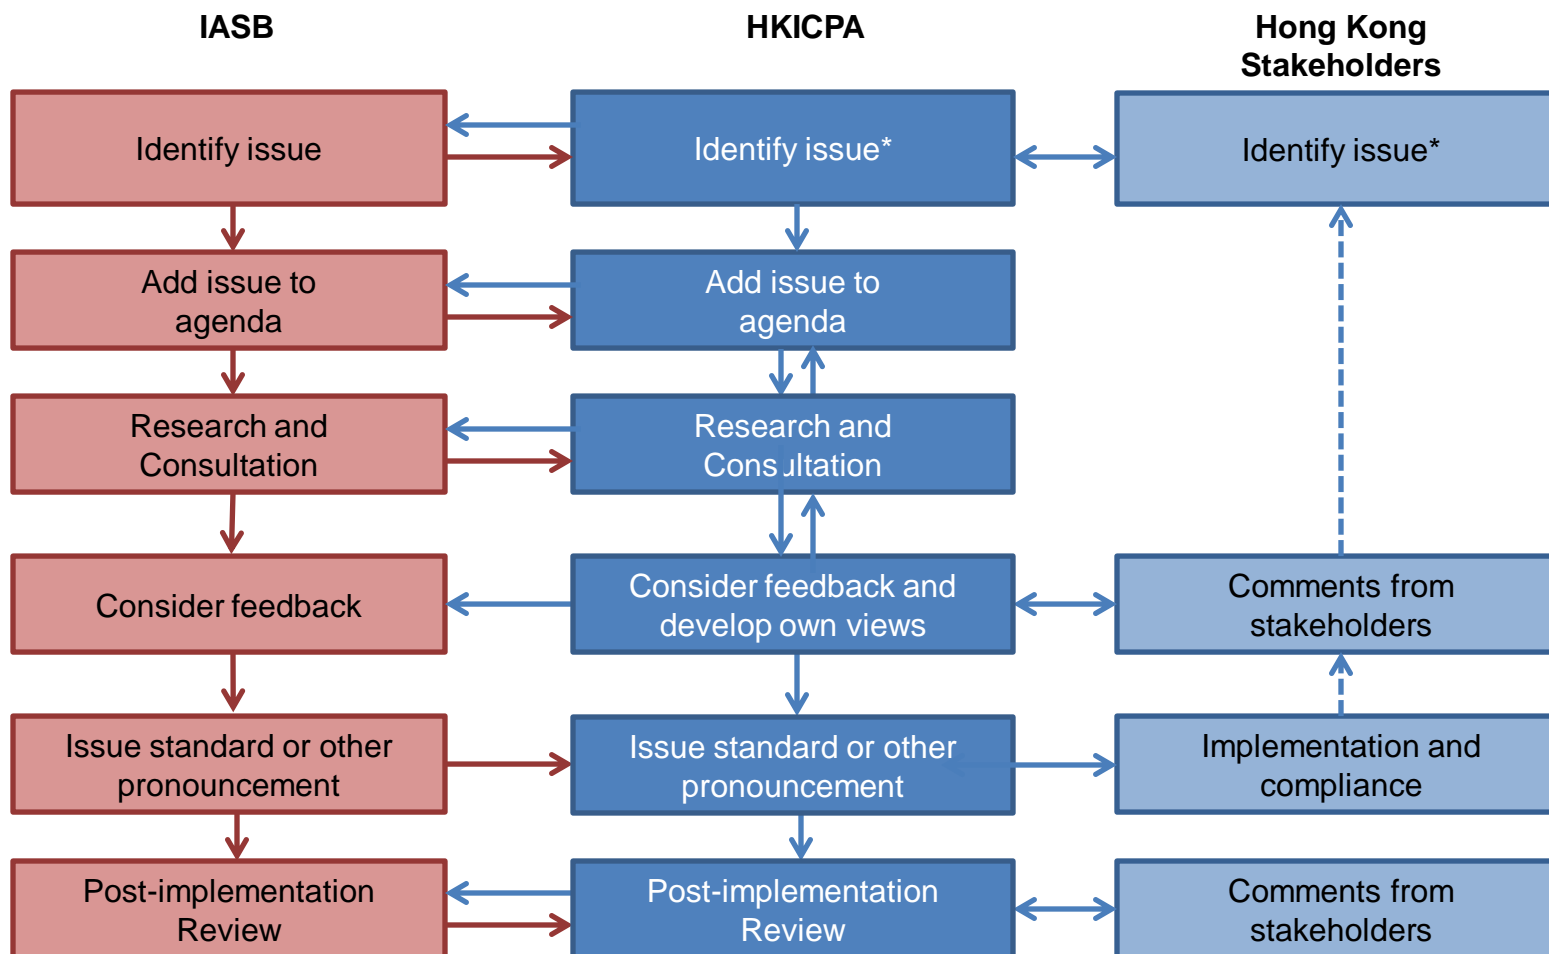 IASB
HKICPA
Hong Kong
Stakeholders
Identify issue
Identify issue*
Identify issue*
Add issue to
agenda
Add issue to
agenda
Research and
Consultation
Research and
Consultation
Consider feedback
Consider feedback and
develop own views
Comments from
stakeholders
Issue standard or other
pronouncement
Issue standard or other
pronouncement
Implementation and
compliance
Post-implementation
Review
Post-implementation
Review
Comments from
stakeholders